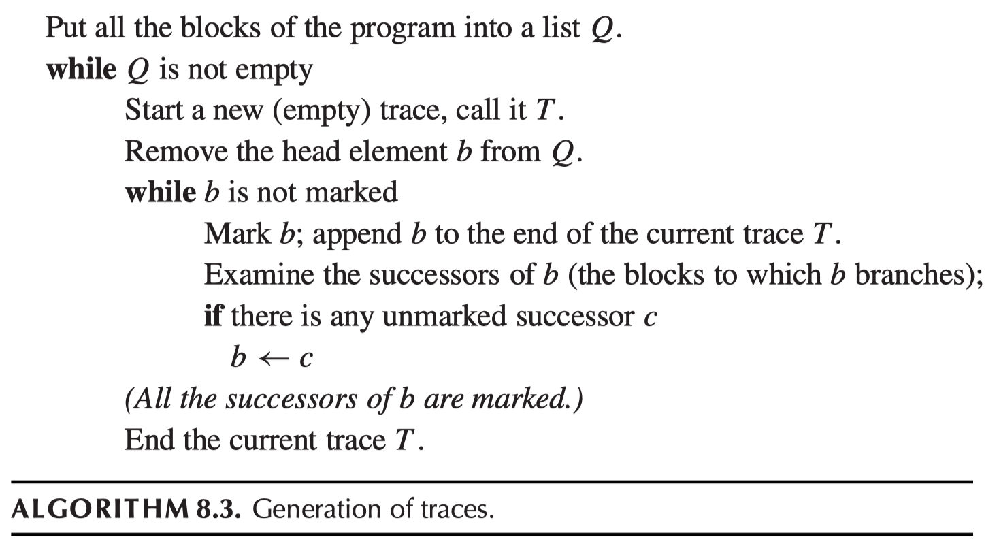 Put all the blocks of the program into a list Q.
while Q is not empty
Start a new (empty) trace, call it T.
Remove the head element b from Q.
while b is not marked
Mark b; append b to the end of the current trace T.
Examine the successors of b (the blocks to which b branches);
if there is any unmarked successor c
b ← c
(All the successors of b are marked.)
End the current trace T.
ALGORITHM 8.3. Generation of traces.